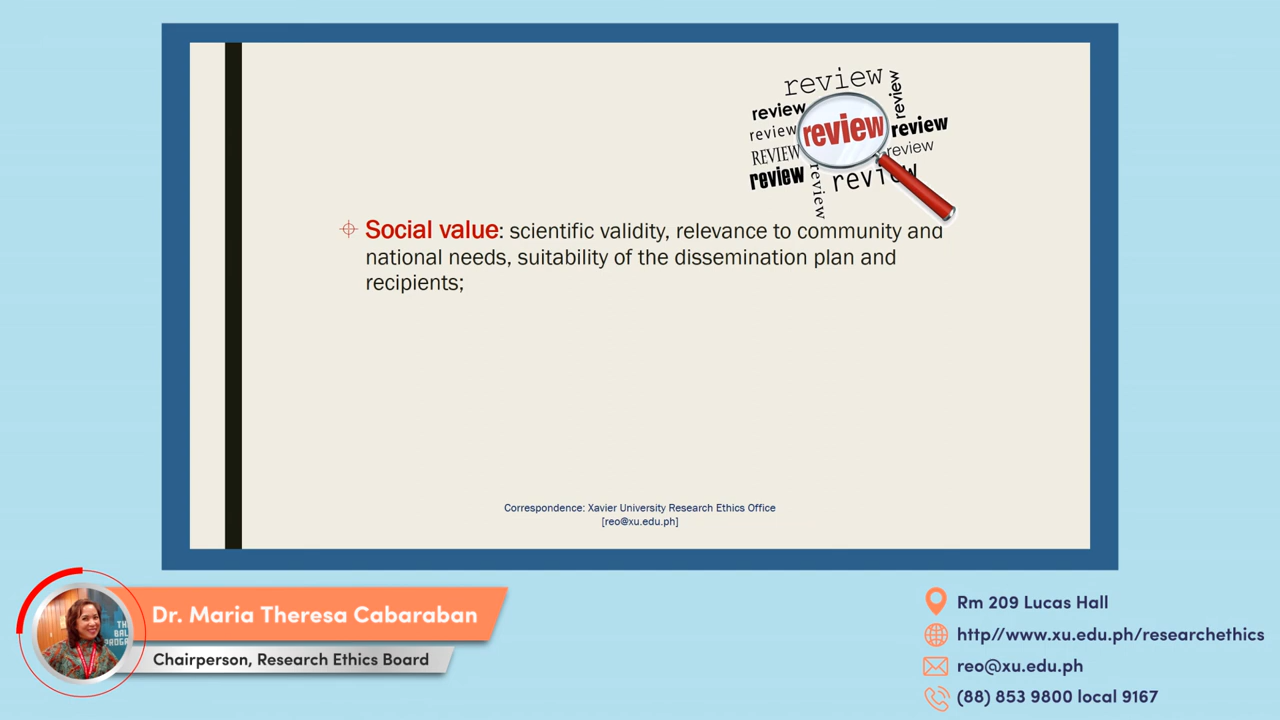 review
review
review
review
review
review
REVIEW
review
review
review
review
Social value: scientific validity, relevance to community and
national needs, suitability of the dissemination plan and
recipients;
Correspondence: Xavier University Research Ethics Office
[reo@xu.edu.ph]
Dr. Maria Theresa Cabaraban
Chairperson, Research Ethics Board
Rm 209 Lucas Hall
http//www.xu.edu.ph/researchethics
reo@xu.edu.ph
(88) 853 9800 local 9167